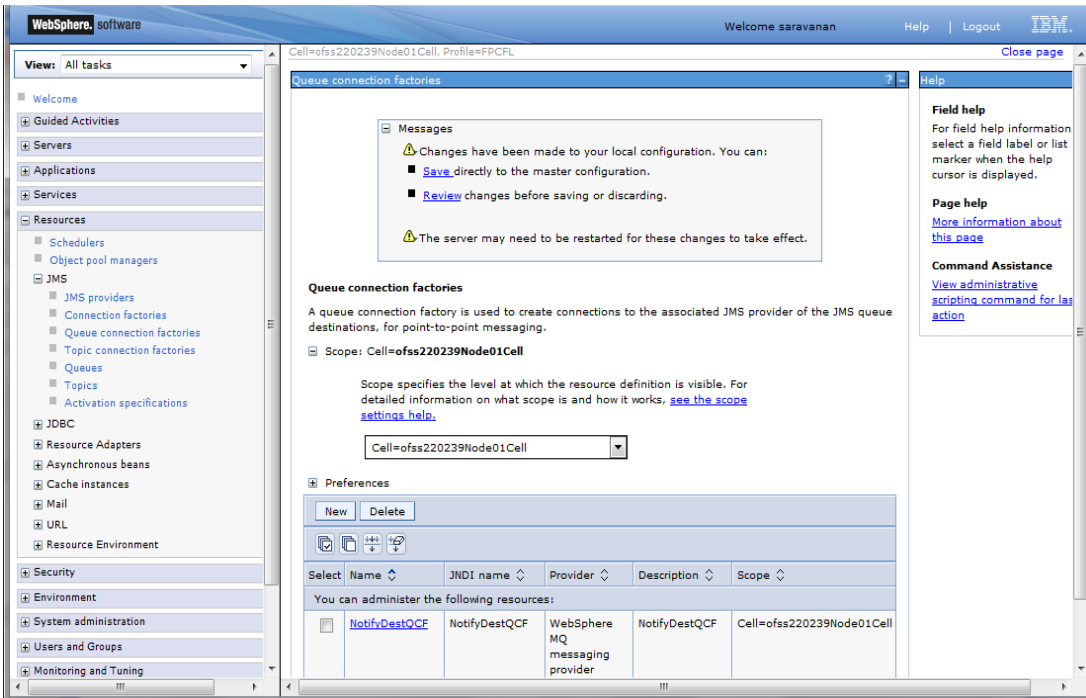 WebSphere. software
Welcome saravanan
Help | Logout
IBM.
View: All tasks
Welcome
Guided Activities
Servers
Applications
Services
Resources
Schedulers
Object pool managers
JMS
JMS providers
Connection factories
Queue connection factories
Topic connection factories
Queues
Topics
Activation specifications
JDBC
Resource Adapters
Asynchronous beans
Cache instances
Mail
URL
Resource Environment
Security
Environment
System administration
Users and Groups
Monitoring and Tuning
Cell=ofss220239Node01Cell, Profile=FPCFL
Close page
Queue connection factories
? -
Messages
Changes have been made to your local configuration. You can:
Save directly to the master configuration.
Review changes before saving or discarding.
The server may need to be restarted for these changes to take effect.
Queue connection factories
A queue connection factory is used to create connections to the associated JMS provider of the JMS queue
destinations, for point-to-point messaging.
Scope: Cell=ofss220239Node01Cell
Scope specifies the level at which the resource definition is visible. For
detailed information on what scope is and how it works, see the scope
settings help.
Cell=ofss220239Node01Cell
Preferences
New Delete
Select Name JNDI name Provider Description Scope
You can administer the following resources:
NotifyDestQCF NotifyDestQCF WebSphere NotifyDestQCF Cell=ofss220239Node01Cell
MQ
messaging
provider
Help
Field help
For field help information
select a field label or list
marker when the help
cursor is displayed.
Page help
More information about
this page
Command Assistance
View administrative
scripting command for las
action